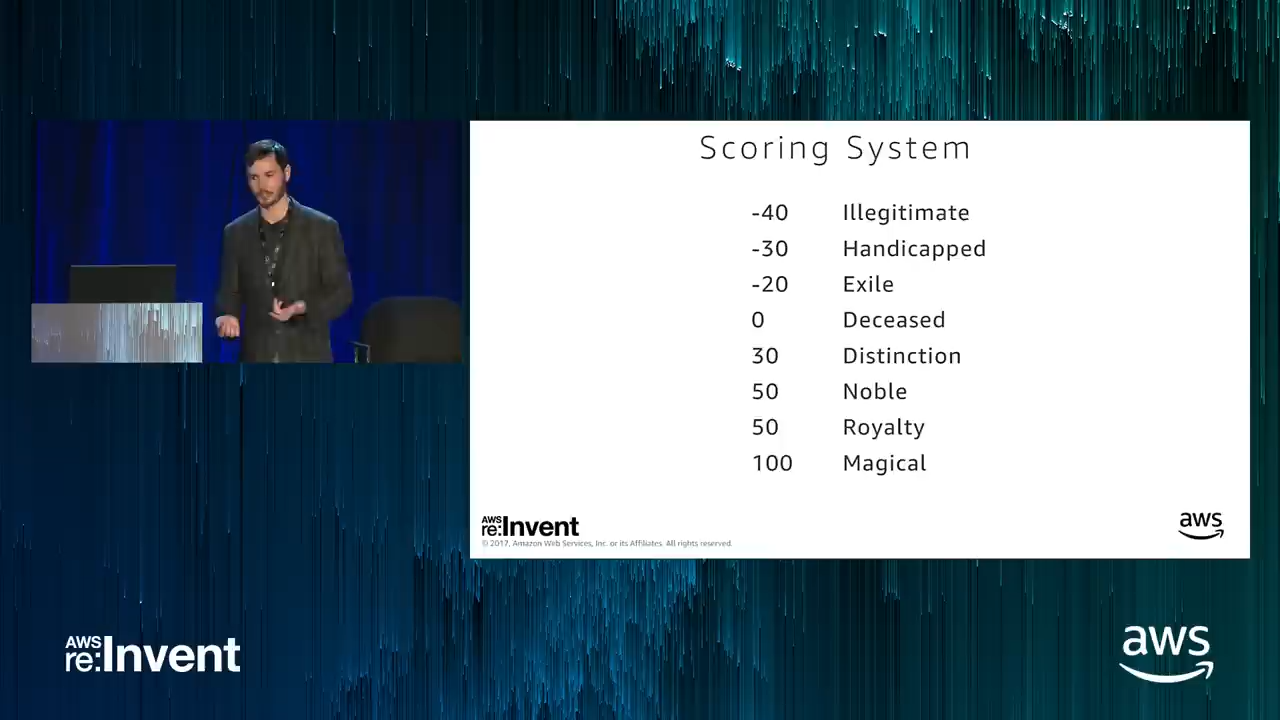 Scoring System
-40 Illegitimate
-30 Handicapped
-20 Exile
0 Deceased
30 Distinction
50 Noble
50 Royalty
100 Magical
AWS
re:Invent
© 2017, Amazon Web Services, Inc. or its Affiliates. All rights reserved.
aws
AWS
re:Invent
aws